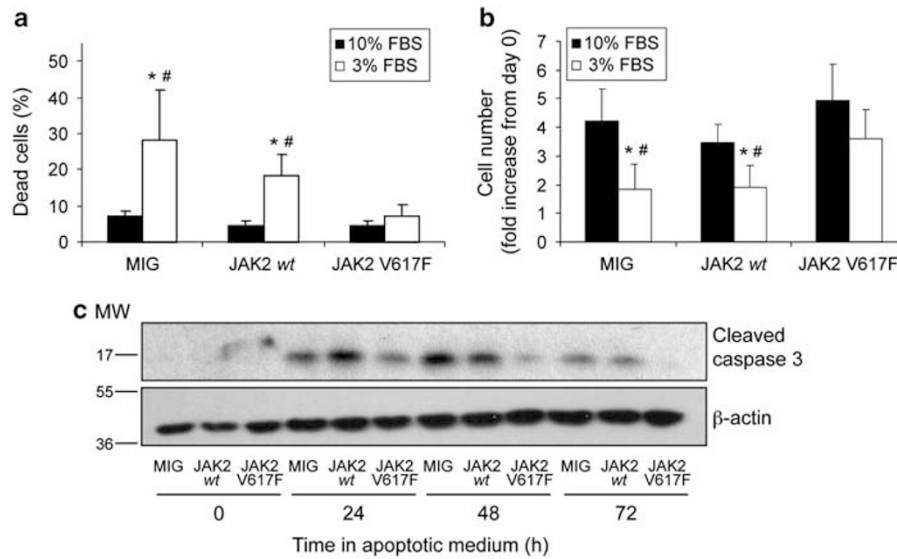 a
10% FBS
3% FBS
Dead cells (%)
50
40
30
20
10
0
* #
* #
MIG
JAK2 wt
JAK2 V617F
b
10% FBS
3% FBS
Cell number
(fold increase from day 0)
7
6
5
4
3
2
1
0
* #
* #
MIG
JAK2 wt
JAK2 V617F
c MW
17
Cleaved
caspase 3
55
36
β-actin
MIG JAK2 wt JAK2 V617F MIG JAK2 wt JAK2 V617F MIG JAK2 wt JAK2 V617F MIG JAK2 wt JAK2 V617F
0 24 48 72
Time in apoptotic medium (h)